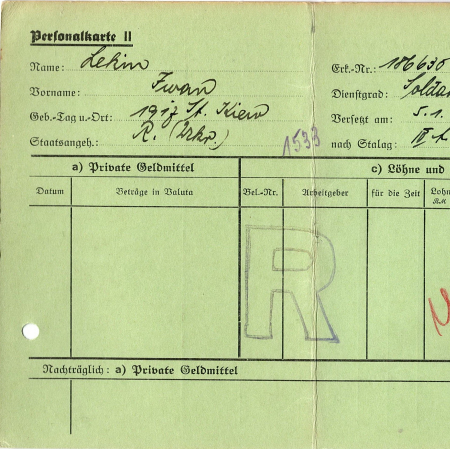 Personalkarte II
Name: Lekin
Erk.-Nr.: 186636
Vorname: Iwan
Dienstgrad: Soldat
Geb.-Tag u. Ort: 1917 St. Kiew
Versetzt am: 5.1.
Staatsangeh.: R. (Ukr.)
1533
nach Stalag: IV
a) Private Geldmittel
c) Löhne und
Datum Beträge in Valuta Bel.-Nr. Arbeitgeber für die Zeit Lohn
RM
R
Nachträglich: a) Private Geldmittel